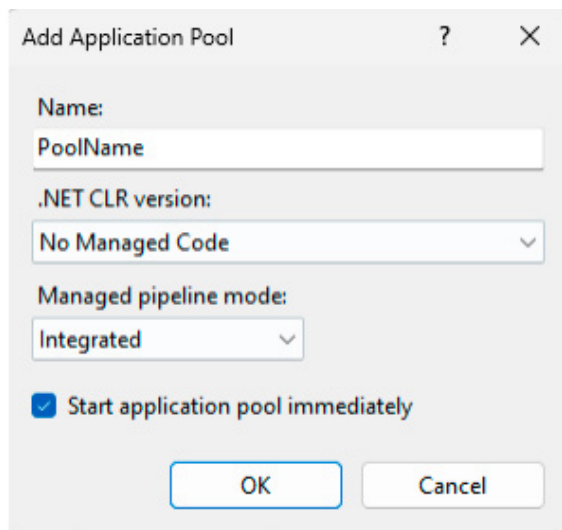 Add Application Pool ?
Name:
PoolName
.NET CLR version:
No Managed Code
Managed pipeline mode:
Integrated
Start application pool immediately
OK Cancel